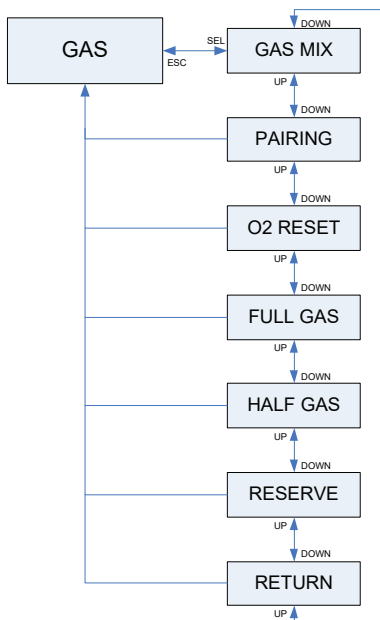 DOWN
GAS
SEL
ESC
GAS MIX
UP
DOWN
PAIRING
UP
DOWN
O2 RESET
UP
DOWN
FULL GAS
UP
DOWN
HALF GAS
UP
DOWN
RESERVE
UP
DOWN
RETURN
UP